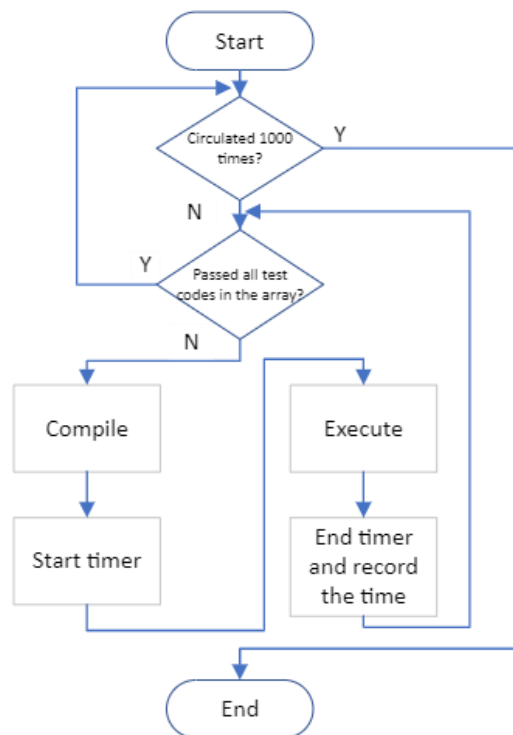 Start
Circulated 1000
times?
Y
N
Y
Passed all test
codes in the array?
N
Compile
Execute
Start timer
End timer
and record
the time
End